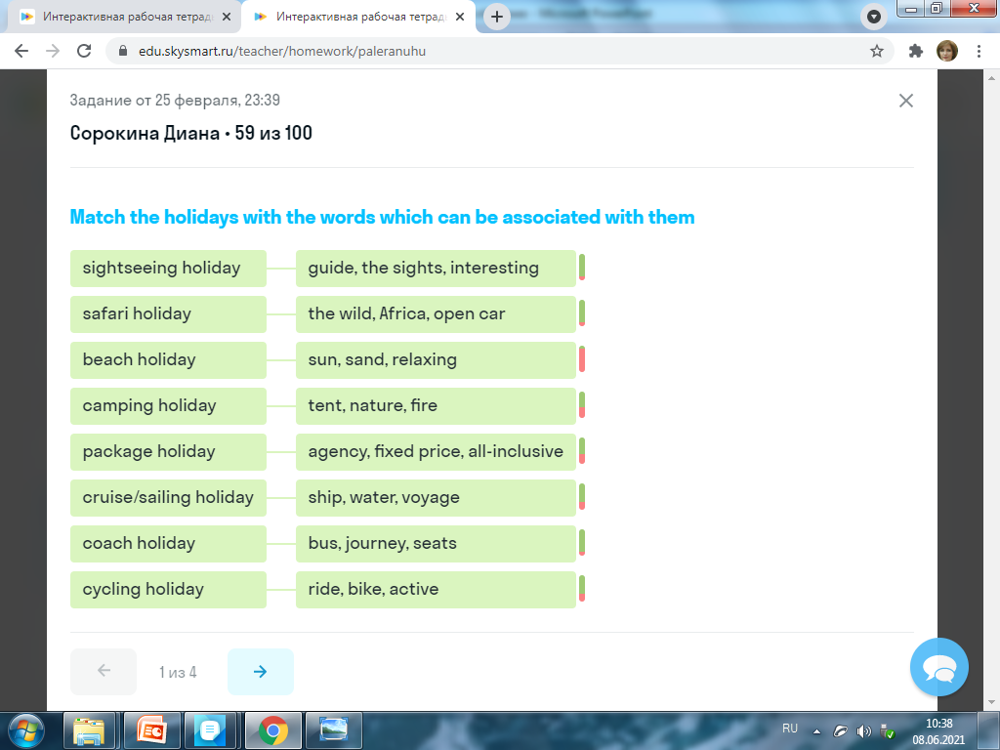 Интерактивная рабочая тетрад
Интерактивная рабочая тетрад
Microsoft PowerPoint
edu.skysmart.ru/teacher/homework/paleranuhu
Задание от 25 февраля, 23:39
Сорокина Диана • 59 из 100
Match the holidays with the words which can be associated with them
sightseeing holiday guide, the sights, interesting
safari holiday the wild, Africa, open car
beach holiday sun, sand, relaxing
camping holiday tent, nature, fire
package holiday agency, fixed price, all-inclusive
cruise/sailing holiday ship, water, voyage
coach holiday bus, journey, seats
cycling holiday ride, bike, active
1 из 4
RU
10:38
08.06.2021